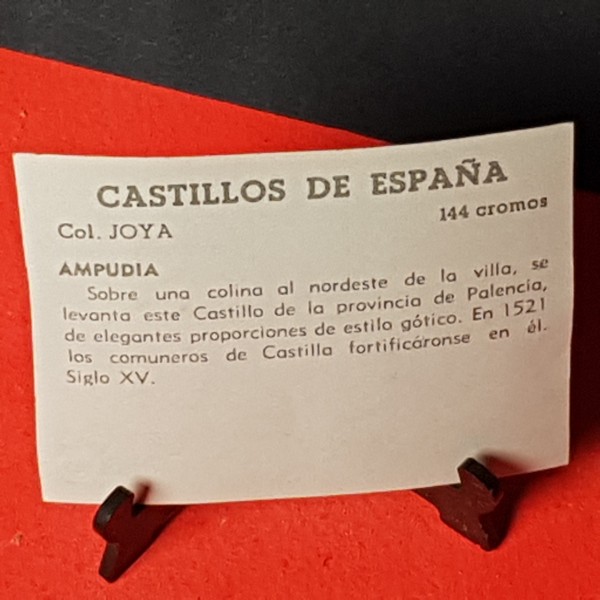 CASTILLOS DE ESPAÑA
Col. JOYA
144 cromos
AMPUDIA
Sobre una colina al nordeste de la villa, se
levanta este Castillo de la provincia de Palencia,
de elegantes proporciones de estilo gótico. En 1521
los comuneros de Castilla fortificáronse en él.
Siglo XV.